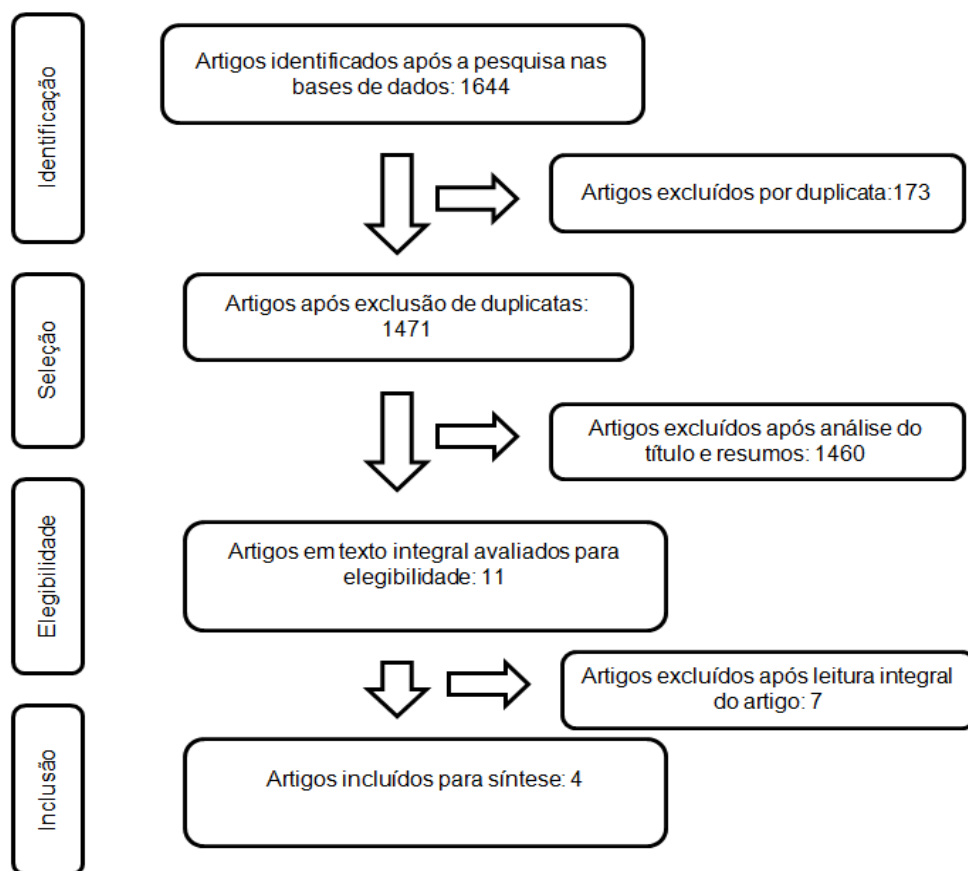 Identificação
Artigos identificados após a pesquisa nas
bases de dados: 1644
Artigos excluídos por duplicata:173
Seleção
Artigos após exclusão de duplicatas:
1471
Artigos excluídos após análise do
título e resumos: 1460
Elegibilidade
Artigos em texto integral avaliados para
elegibilidade: 11
Artigos excluídos após leitura integral
do artigo: 7
Inclusão
Artigos incluídos para síntese: 4